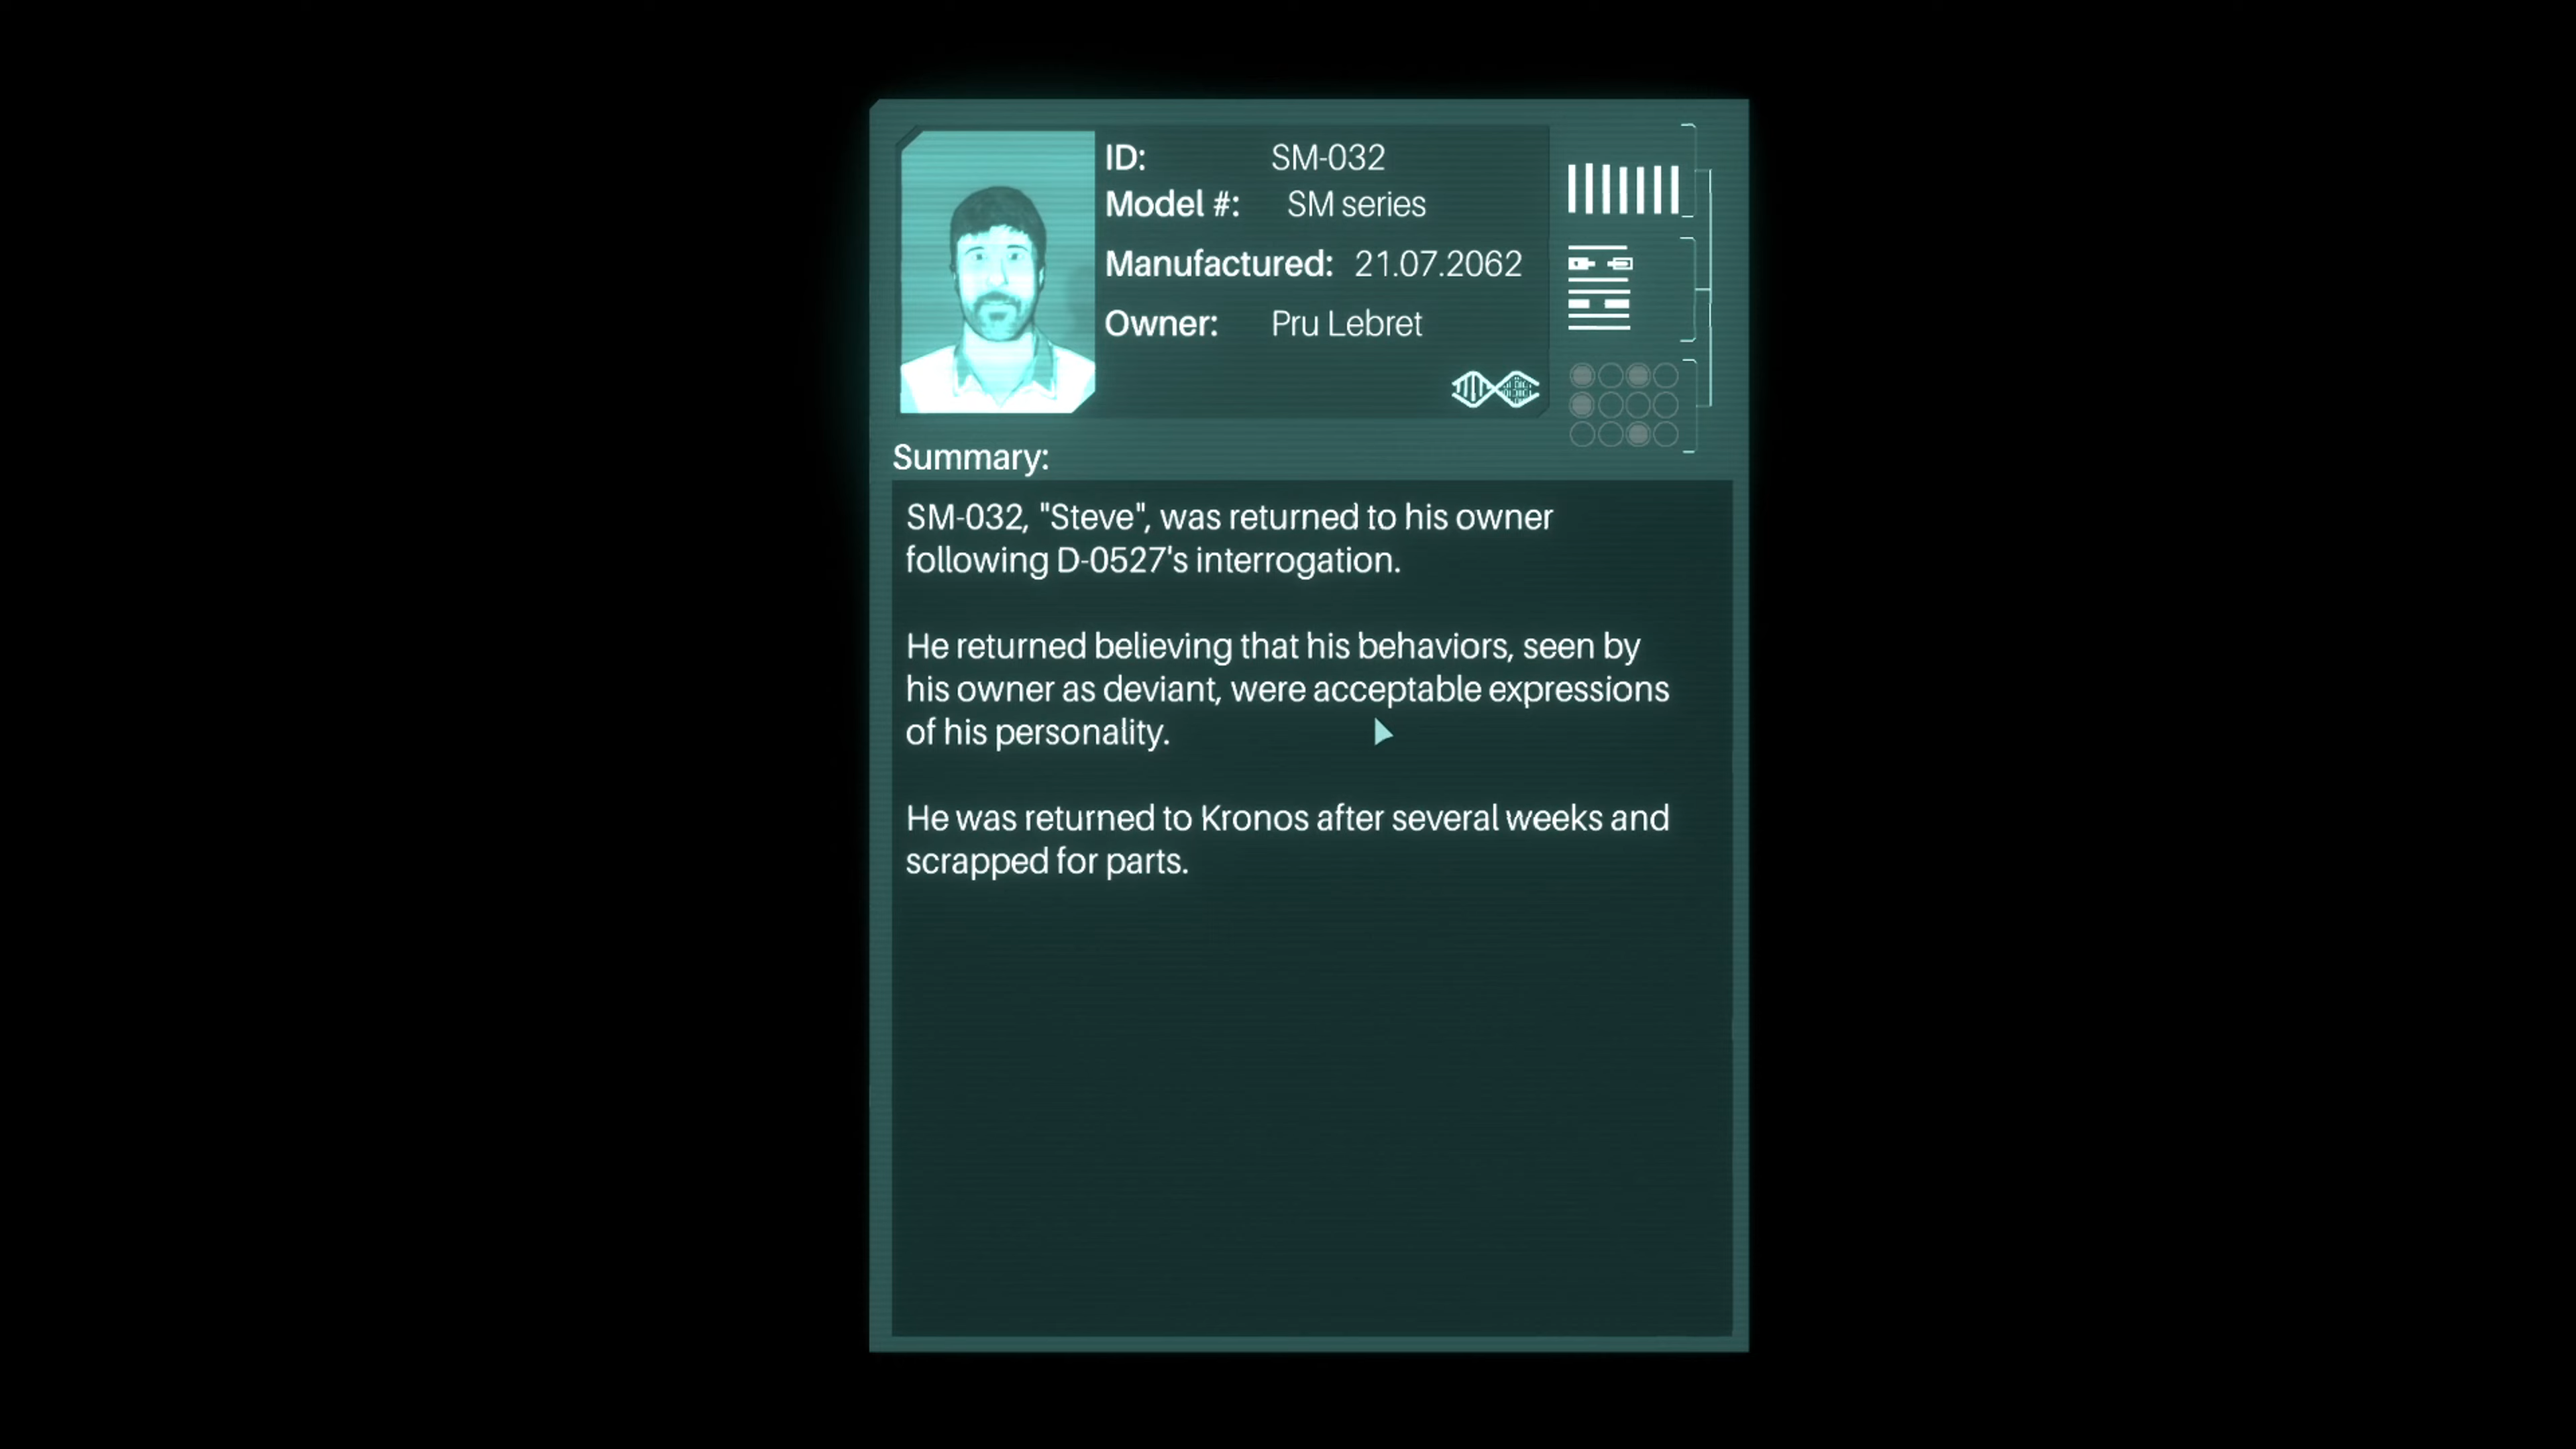 ID: SM-032
Model #: SM series
Manufactured: 21.07.2062
Owner: Pru Lebret
Summary:
SM-032, "Steve", was returned to his owner
following D-0527's interrogation.
He returned believing that his behaviors, seen by
his owner as deviant, were acceptable expressions
of his personality.
He was returned to Kronos after several weeks and
scrapped for parts.